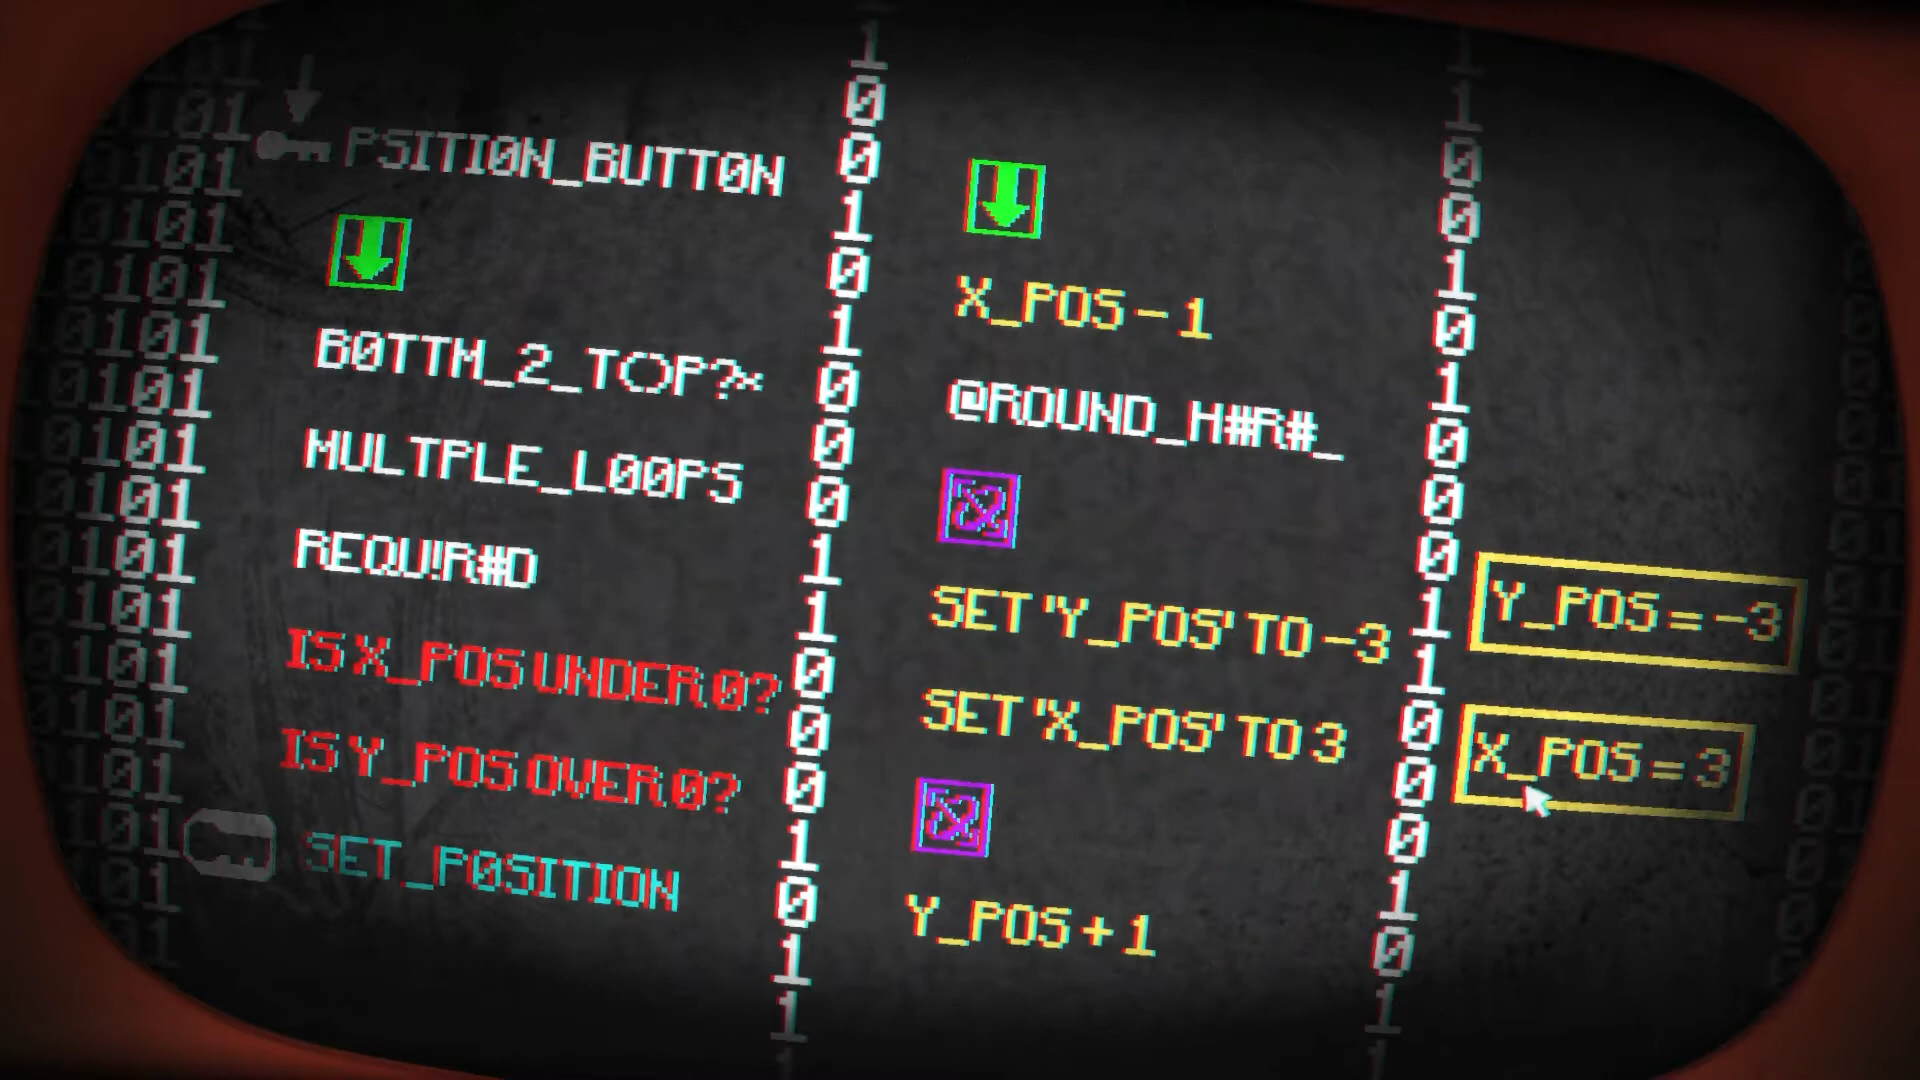 PSITI0N_BUTT0N
B0TTM_2_TOP?
MULTPLE_L00PS
REQU!R#D
IS X_POS UNDER 0?
IS Y_POS OVER 0?
SET_P0SITION
X_POS - 1
@ROUND_H#R#_
SET 'Y_POS' TO -3
SET 'X_POS' TO 3
Y_POS + 1
Y_POS = -3
X_POS = 3